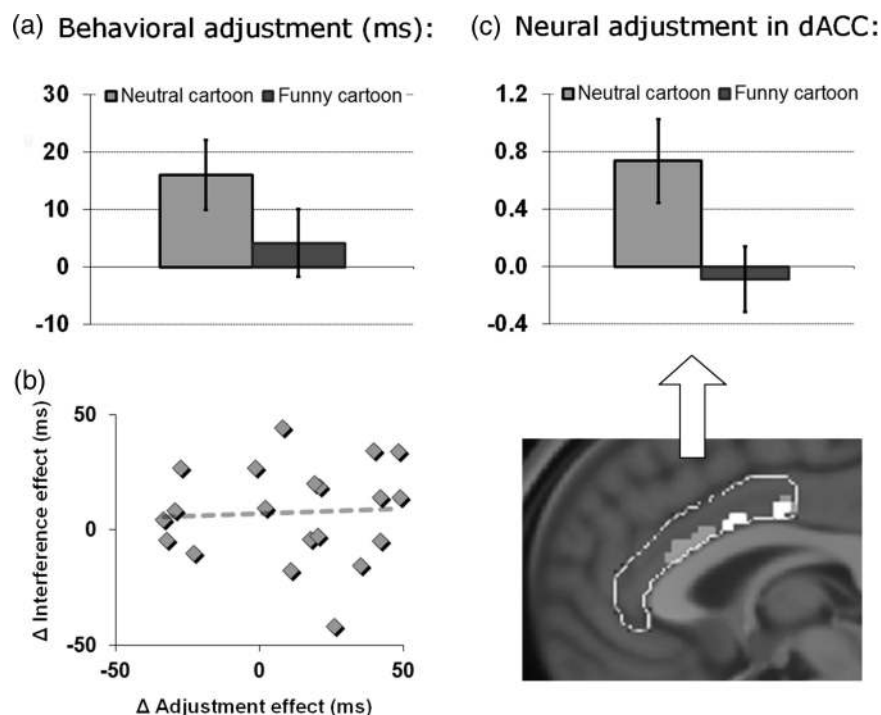 (a) Behavioral adjustment (ms):
30
Neutral cartoon Funny cartoon
20
10
0
-10
(b)
50
0
-50
Δ Interference effect (ms)
-50 0 50
Δ Adjustment effect (ms)
(c) Neural adjustment in dACC:
1.2
Neutral cartoon Funny cartoon
0.8
0.4
0.0
-0.4